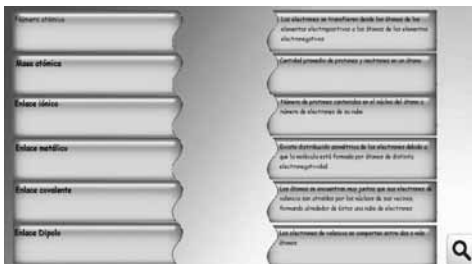 Número atómico
Los electrones se transfieren desde los átomos de los
elementos electropositivos a los átomos de los elementos
electronegativos
Masa atómica
Cantidad promedio de protones y neutrones en un átomo
Enlace iónico
Número de protones contenidos en el núcleo del átomo o
número de electrones de su nube
Enlace metálico
Existe distribución asimétrica de los electrones debido a
que la molécula está formada por átomos de distinta
electronegatividad
Enlace covalente
Los átomos se encuentran muy juntos que sus electrones de
valencia son atraídos por los núcleos de sus vecinos,
formando alrededor de éstos una nube de electrones
Enlace Dipolo
Los electrones de valencia se comparten entre dos o más
átomos